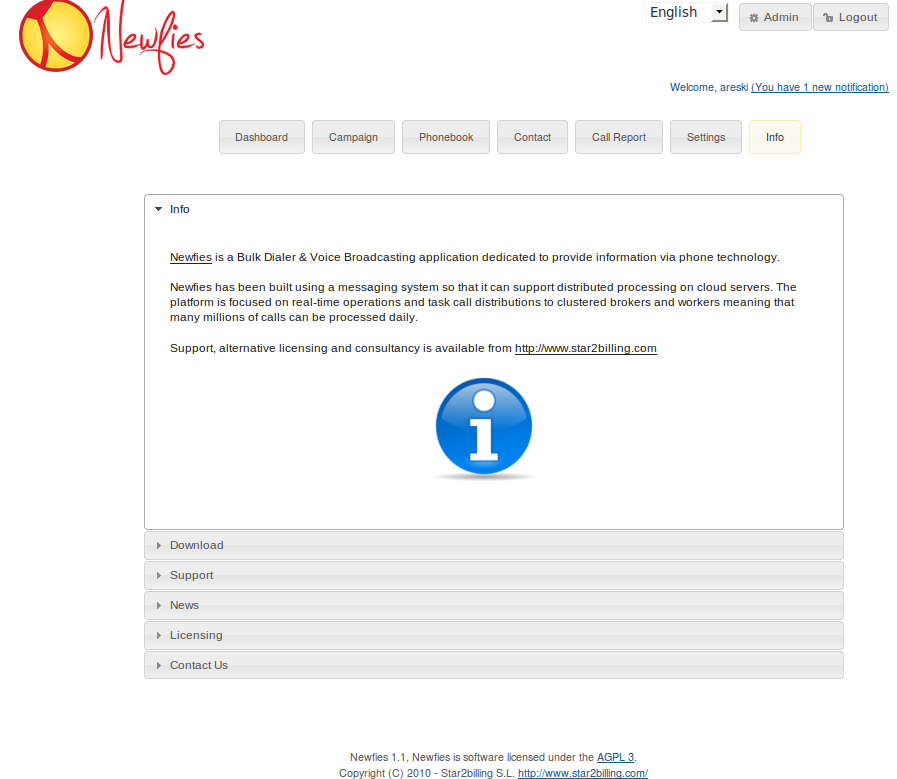 Newfies
English
Admin
Logout
Welcome, areski (You have 1 new notification)
Dashboard
Campaign
Phonebook
Contact
Call Report
Settings
Info
Info
Newfies is a Bulk Dialer & Voice Broadcasting application dedicated to provide information via phone technology.
Newfies has been built using a messaging system so that it can support distributed processing on cloud servers. The
platform is focused on real-time operations and task call distributions to clustered brokers and workers meaning that
many millions of calls can be processed daily.
Support, alternative licensing and consultancy is available from http://www.star2billing.com
Download
Support
News
Licensing
Contact Us
Newfies 1.1, Newfies is software licensed under the AGPL 3.
Copyright (C) 2010 - Star2billing S.L. http://www.star2billing.com/